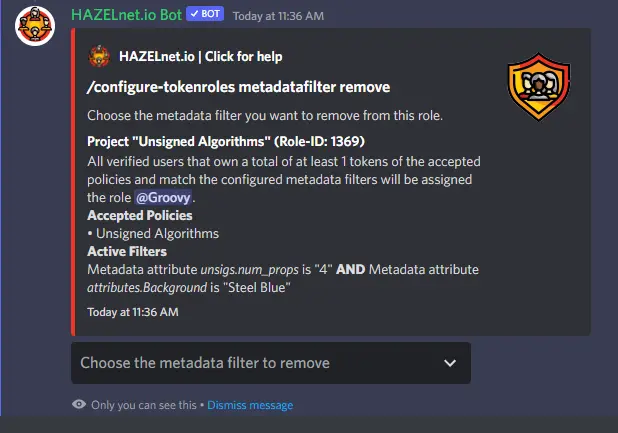 HAZELnet.io Bot ✓ BOT Today at 11:36 AM
HAZELnet.io | Click for help
/configure-tokenroles metadatafilter remove
Choose the metadata filter you want to remove from this role.
Project "Unsigned Algorithms" (Role-ID: 1369)
All verified users that own a total of at least 1 tokens of the accepted
policies and match the configured metadata filters will be assigned
the role @Groovy.
Accepted Policies
• Unsigned Algorithms
Active Filters
Metadata attribute unsigs.num_props is "4" AND Metadata attribute
attributes.Background is "Steel Blue"
Today at 11:36 AM
Choose the metadata filter to remove
Only you can see this • Dismiss message